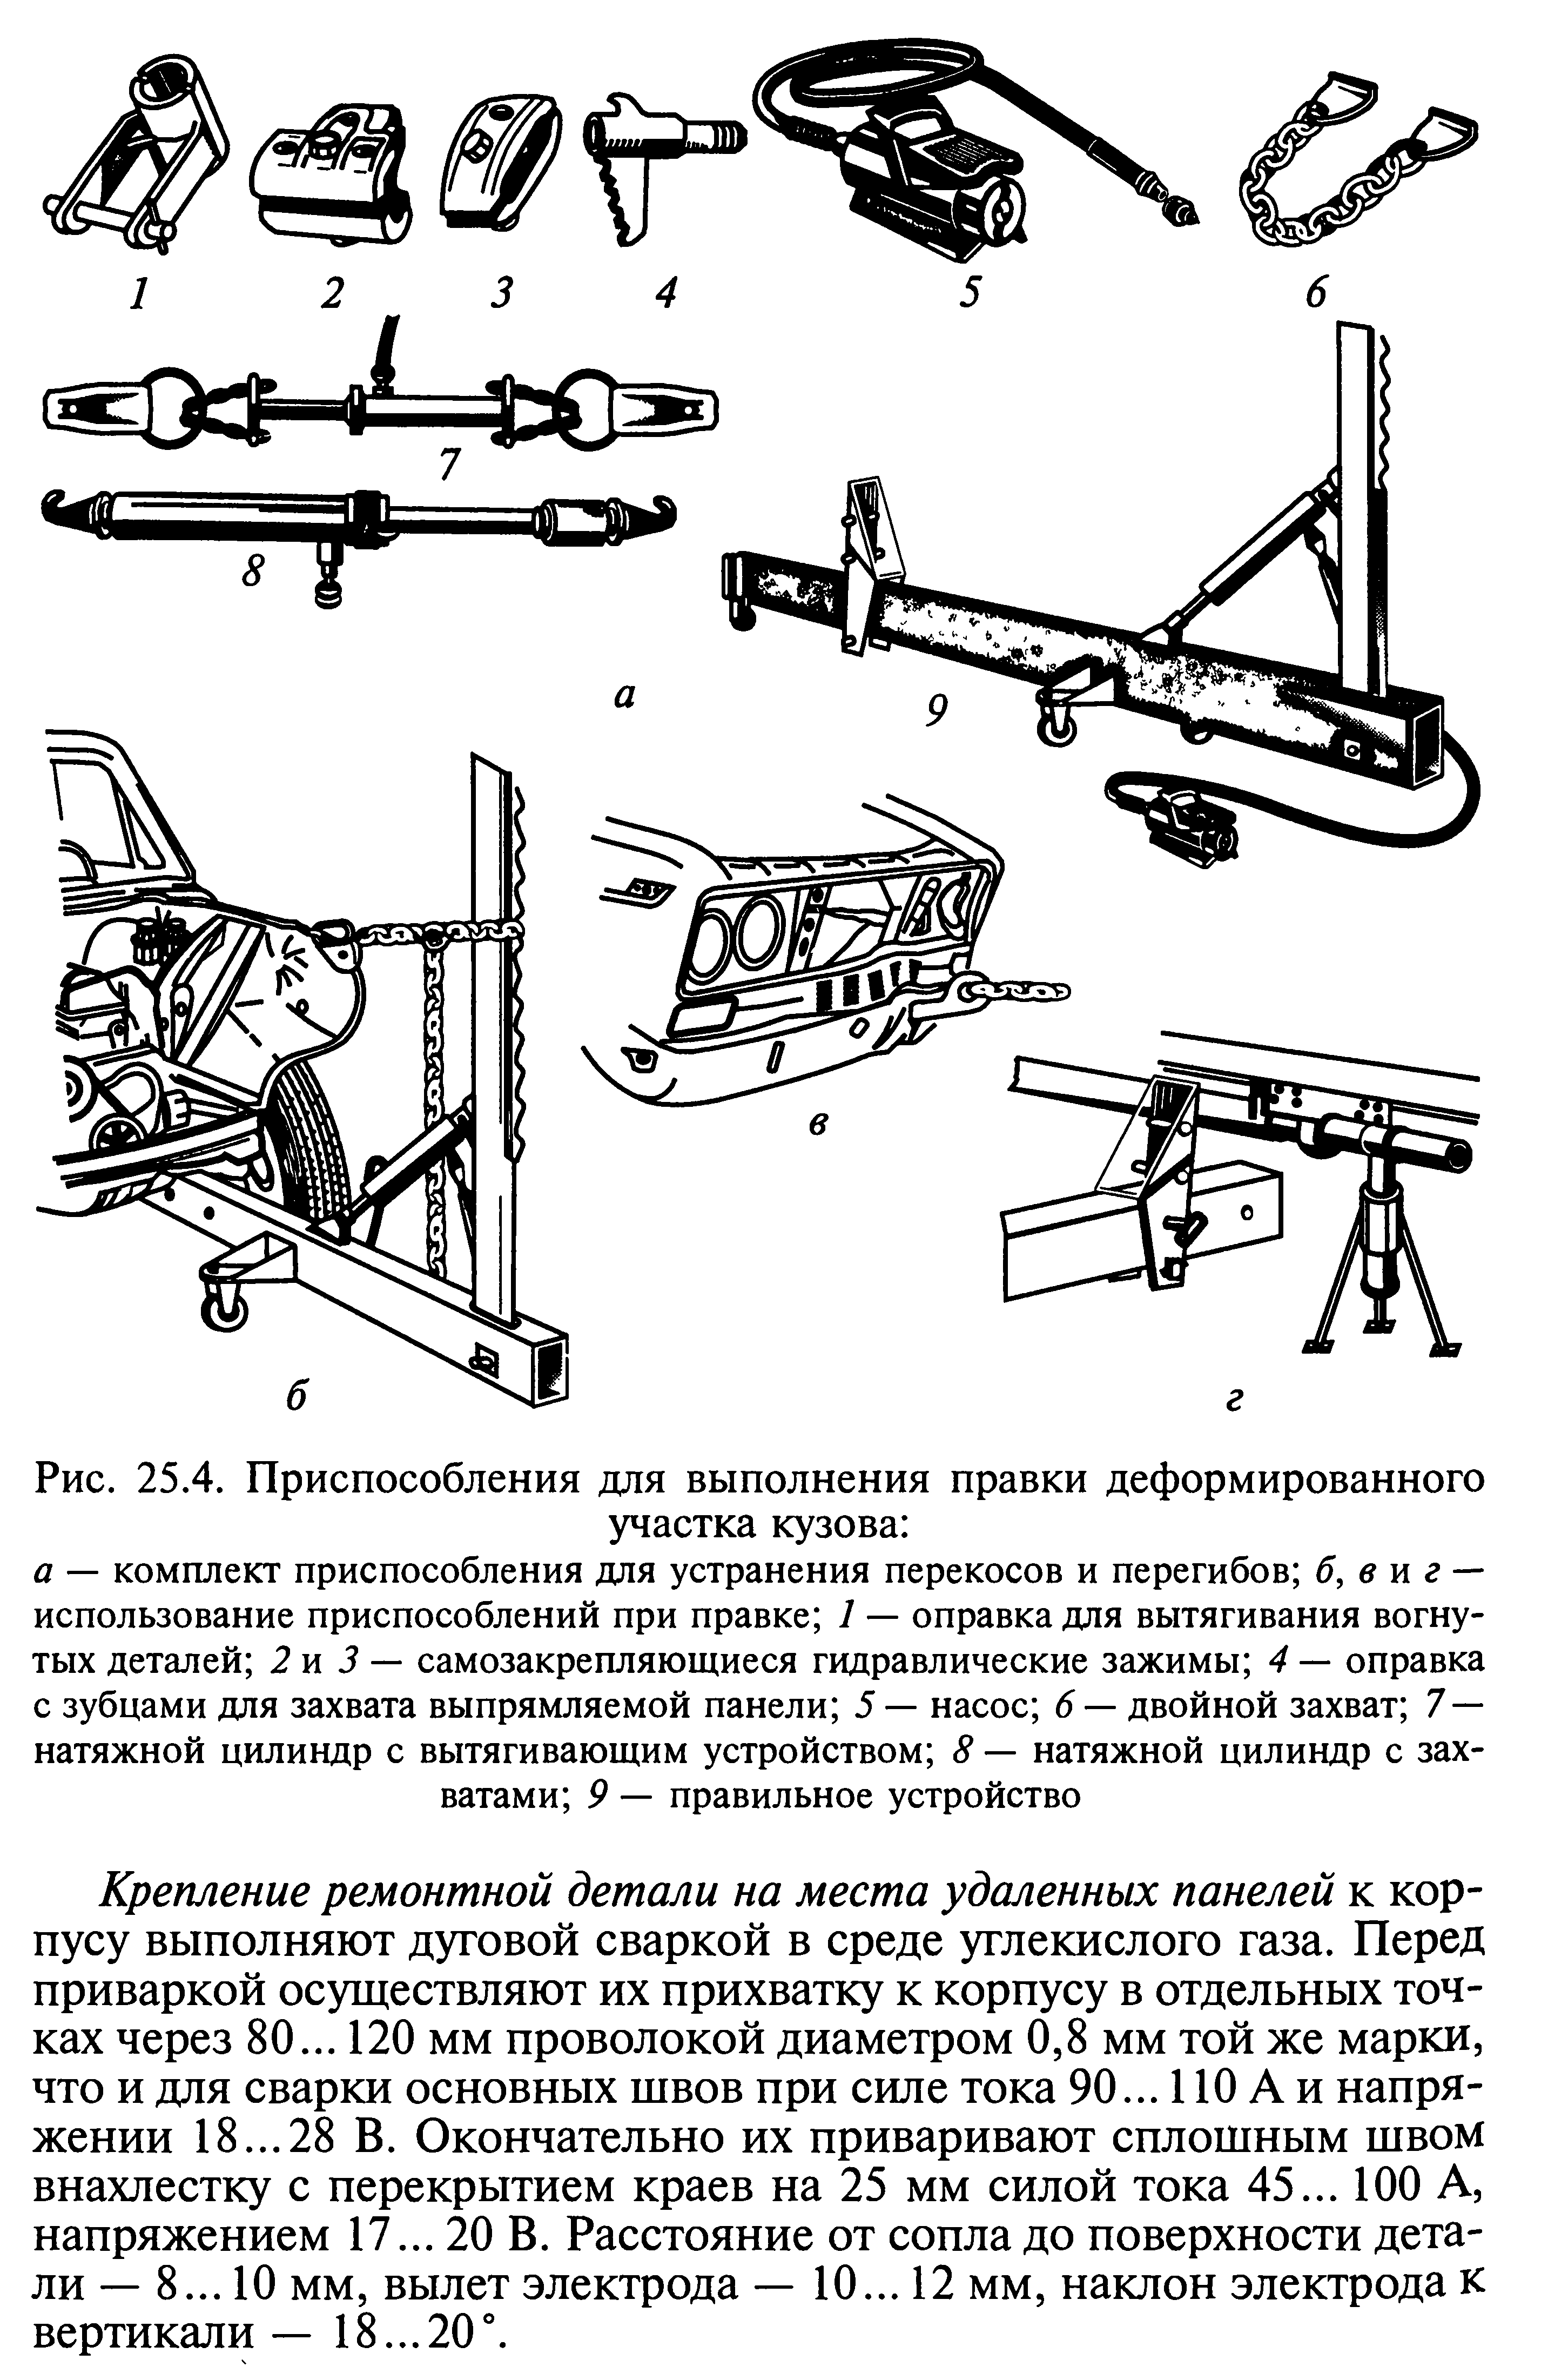 1 2 3 4 5 6
7
8
а 9
б в г
Рис. 25.4. Приспособления для выполнения правки деформированного
участка кузова:
а — комплект приспособления для устранения перекосов и перегибов; б, в и г —
использование приспособлений при правке; 1 — оправка для вытягивания вогну-
тых деталей; 2 и 3 — самозакрепляющиеся гидравлические зажимы; 4 — оправка
с зубцами для захвата выпрямляемой панели; 5 — насос; 6 — двойной захват; 7 —
натяжной цилиндр с вытягивающим устройством; 8 — натяжной цилиндр с зах-
ватами; 9 — правильное устройство
Крепление ремонтной детали на места удаленных панелей к кор-
пусу выполняют дуговой сваркой в среде углекислого газа. Перед
приваркой осуществляют их прихватку к корпусу в отдельных точ-
ках через 80... 120 мм проволокой диаметром 0,8 мм той же марки,
что и для сварки основных швов при силе тока 90... 110 А и напря-
жении 18...28 В. Окончательно их приваривают сплошным швом
внахлестку с перекрытием краев на 25 мм силой тока 45... 100 А,
напряжением 17... 20 В. Расстояние от сопла до поверхности дета-
ли — 8... 10 мм, вылет электрода — 10... 12 мм, наклон электрода к
вертикали — 18...20°.